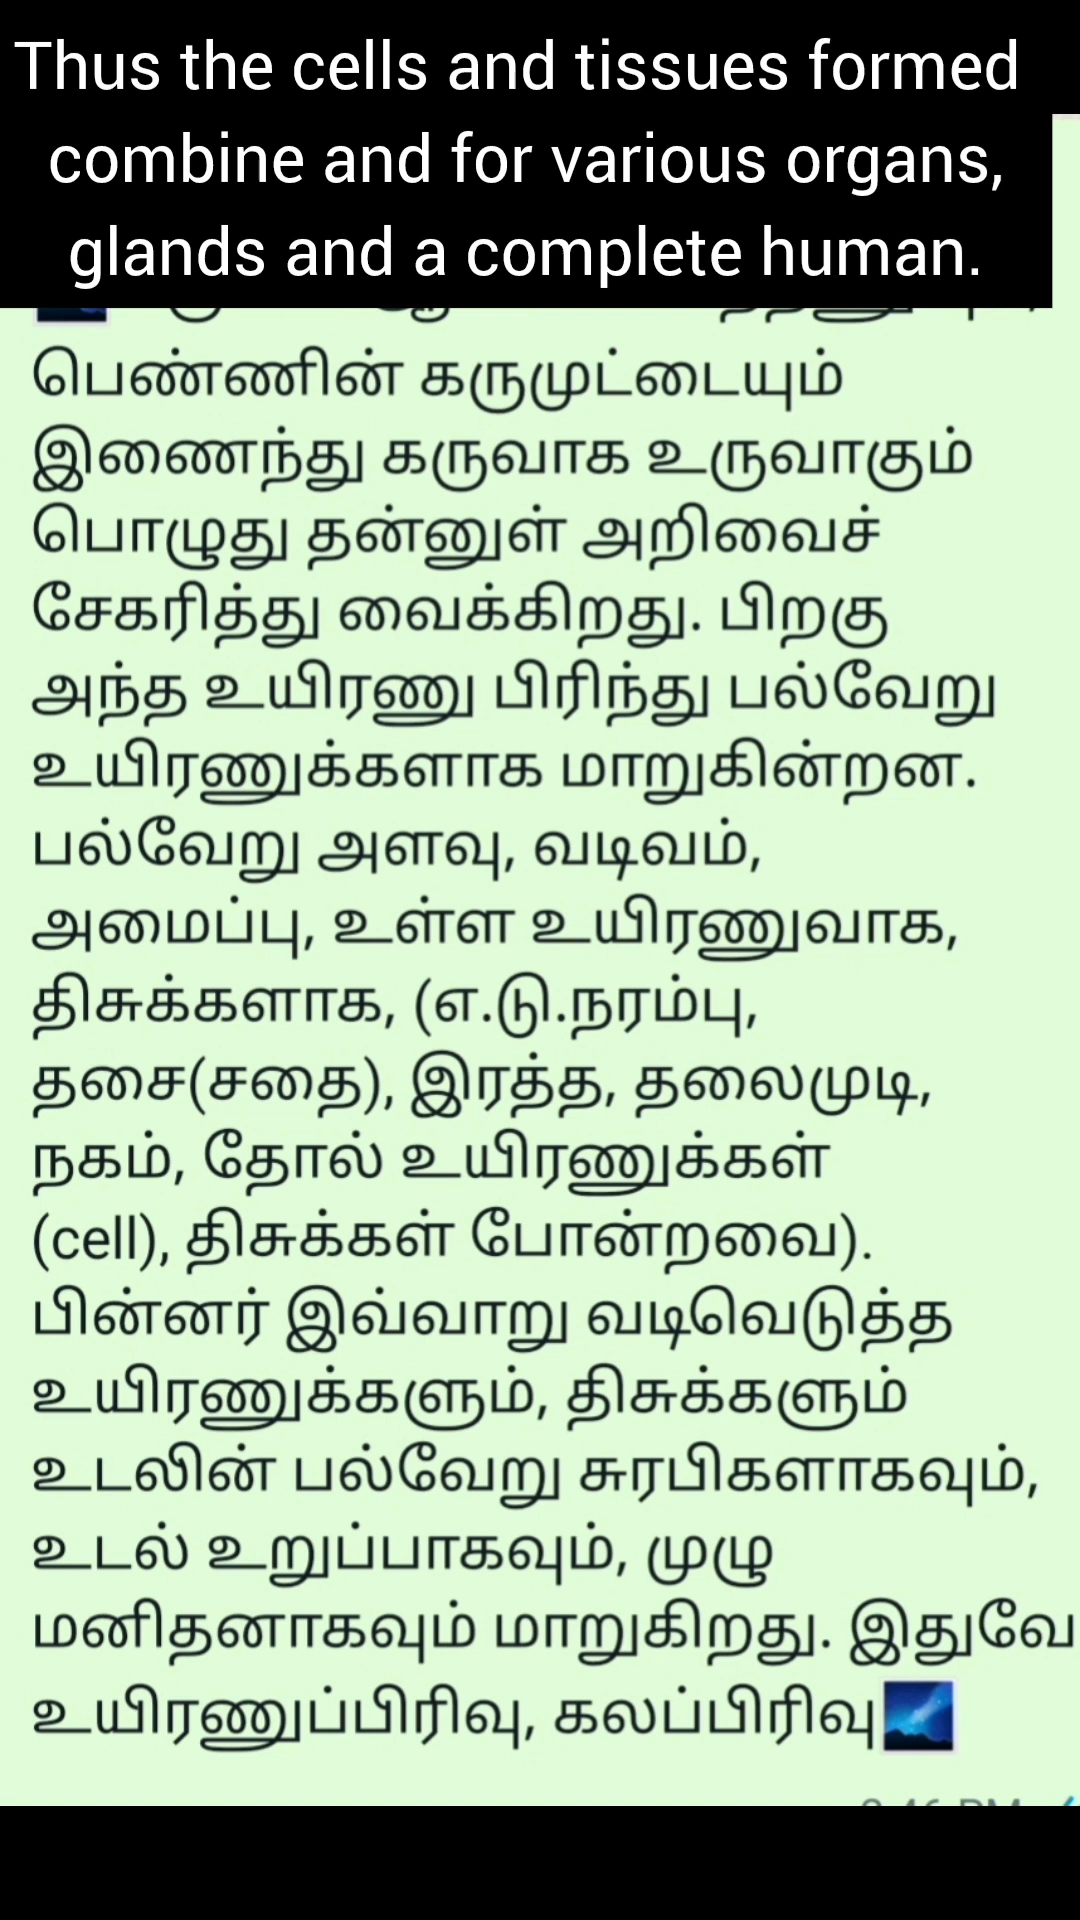 Thus the cells and tissues formed
combine and for various organs,
glands and a complete human.
பெண்ணின் கருமுட்டையும்
இணைந்து கருவாக உருவாகும்
பொழுது தன்னுள் அறிவைச்
சேகரித்து வைக்கிறது. பிறகு
அந்த உயிரணு பிரிந்து பல்வேறு
உயிரணுக்களாக மாறுகின்றன.
பல்வேறு அளவு, வடிவம்,
அமைப்பு, உள்ள உயிரணுவாக,
திசுக்களாக, (எ.டு.நரம்பு,
தசை(சதை), இரத்த, தலைமுடி,
நகம், தோல் உயிரணுக்கள்
(cell), திசுக்கள் போன்றவை).
பின்னர் இவ்வாறு வடிவெடுத்த
உயிரணுக்களும், திசுக்களும்
உடலின் பல்வேறு சுரபிகளாகவும்,
உடல் உறுப்பாகவும், முழு
மனிதனாகவும் மாறுகிறது. இதுவே
உயிரணுப்பிரிவு, கலப்பிரிவு